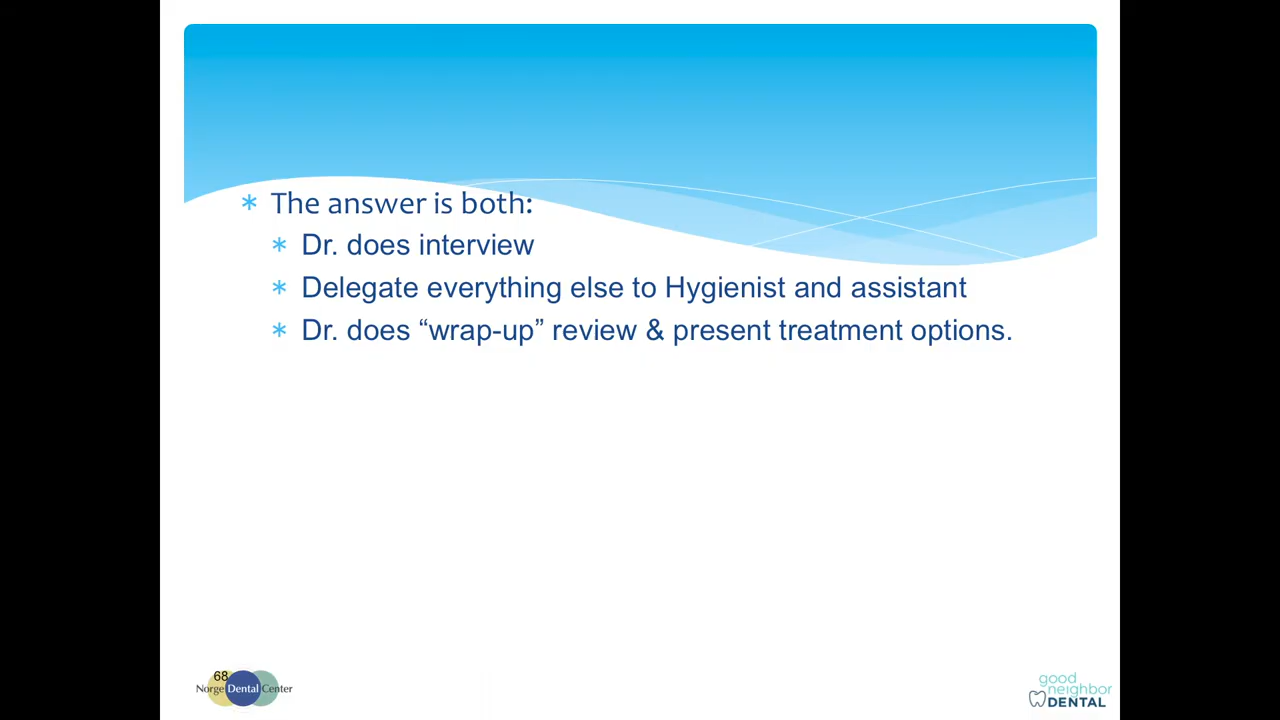 The answer is both:
Dr. does interview
Delegate everything else to Hygienist and assistant
Dr. does “wrap-up” review & present treatment options.
68
Norge Dental Center
good
neighbor
DENTAL